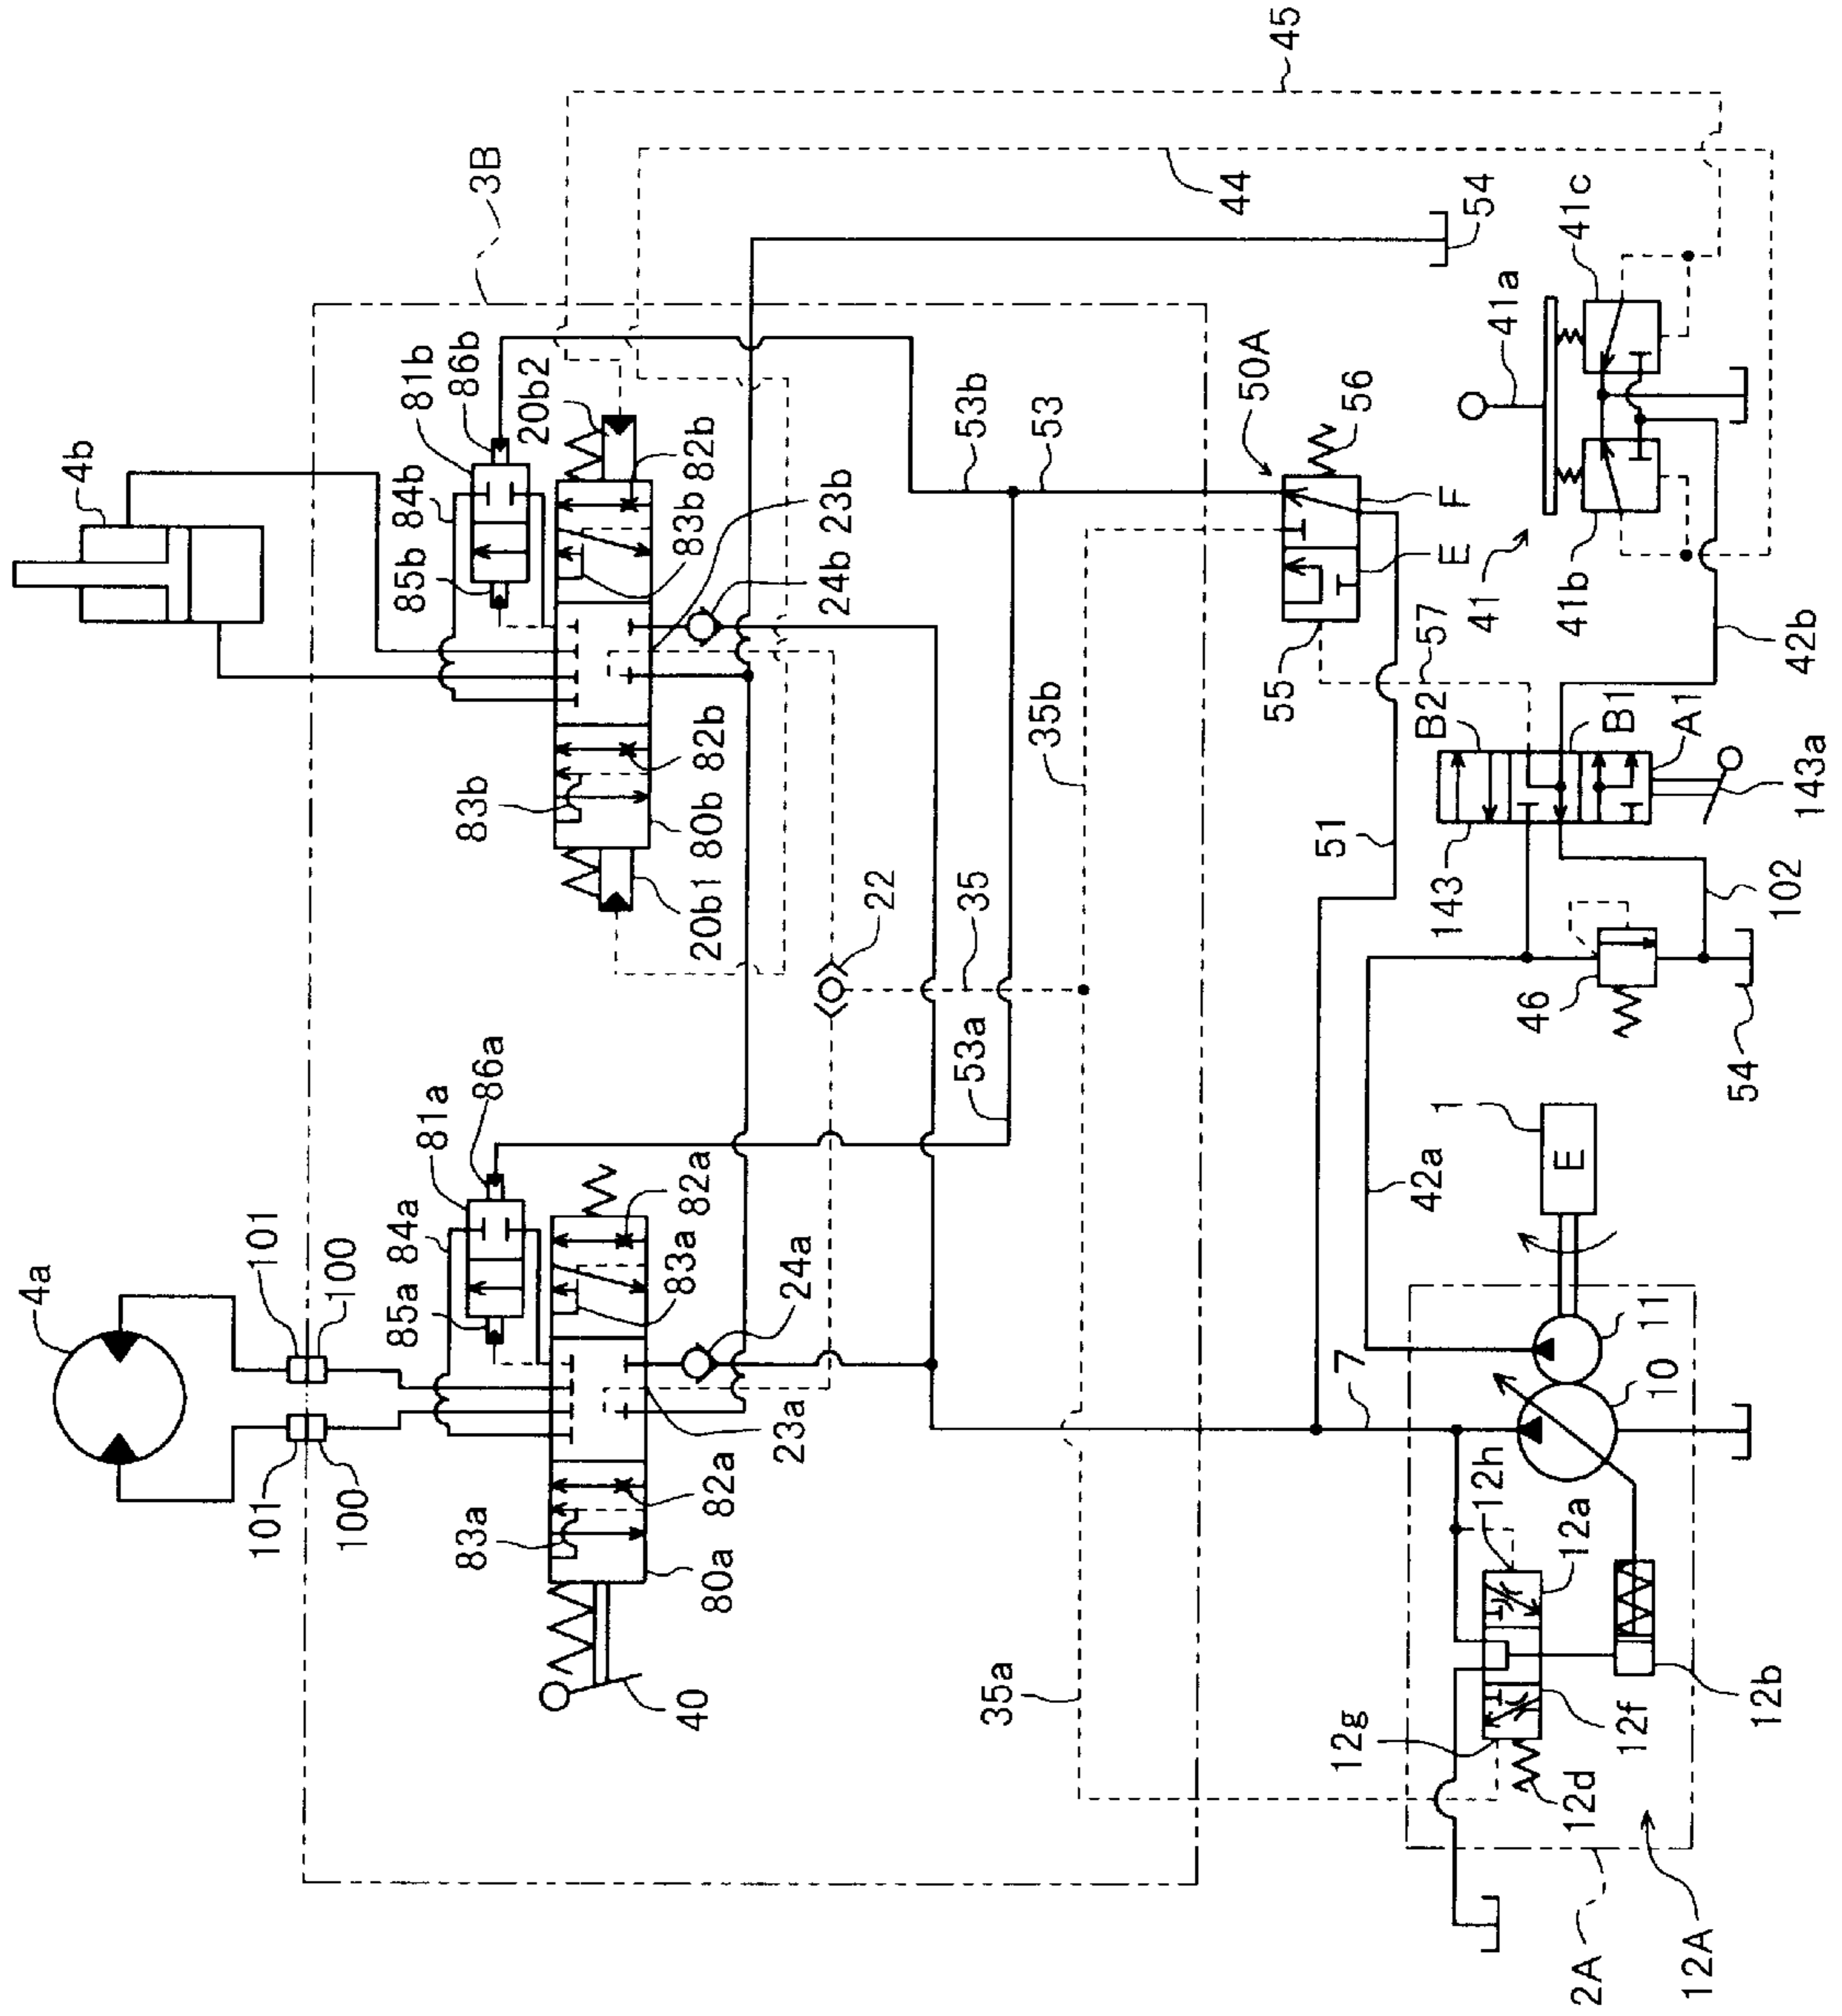 45
3B
44
54
41c
41a
81b
86b
20b2
82b
83b
23b
24b
4b
84b
85b
50A
56
53b
53
F
E
55
57
41
41b
42b
B2
B1
A1
143a
143
102
51
46
54
35b
82b
80b
83b
20b1
22
35
53a
86a
81a
84a
85a
82a
83a
24a
23a
101
100
4a
101
100
82a
83a
80a
40
1
E
42a
11
10
7
12h
12a
12b
12f
12g
12d
35a
2A
12A